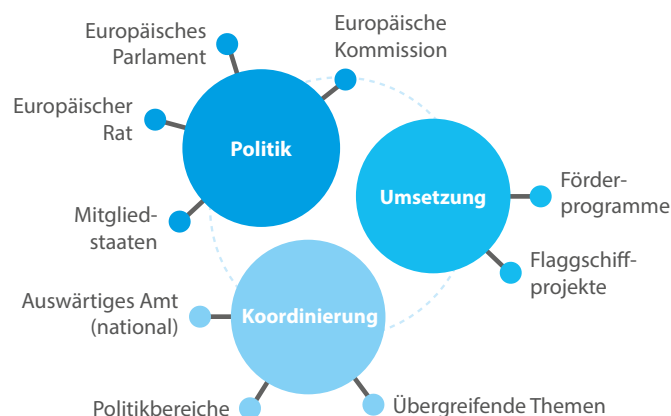 Europäisches
Parlament
Europäische
Kommission
Europäischer
Rat
Politik
Mitglied-
staaten
Umsetzung
Förder-
programme
Flaggschiff-
projekte
Auswärtiges Amt
(national)
Koordinierung
Politikbereiche
Übergreifende Themen